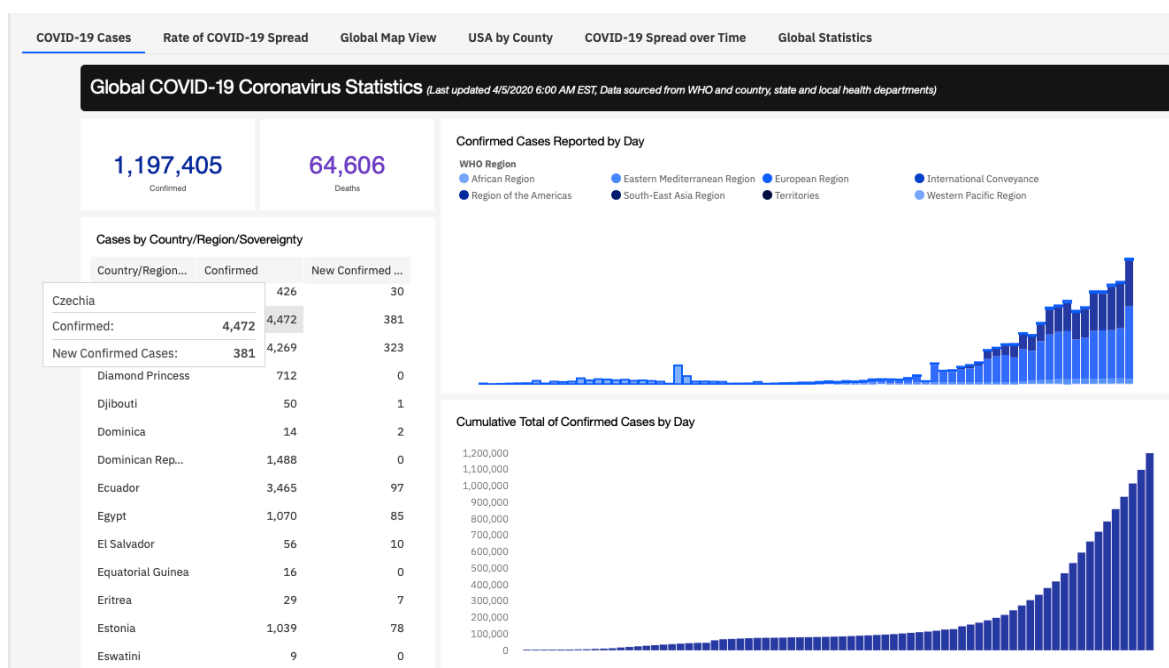 COVID-19 Cases Rate of COVID-19 Spread Global Map View USA by County COVID-19 Spread over Time Global Statistics
Global COVID-19 Coronavirus Statistics (Last updated 4/5/2020 6:00 AM EST, Data sourced from WHO and country, state and local health departments)
1,197,405
Confirmed
64,606
Deaths
Cases by Country/Region/Sovereignty
Country/Region... Confirmed New Confirmed ...
426 30
4,472 381
4,269 323
Czechia
Confirmed: 4,472
New Confirmed Cases: 381
Diamond Princess 712 0
Djibouti 50 1
Dominica 14 2
Dominican Rep... 1,488 0
Ecuador 3,465 97
Egypt 1,070 85
El Salvador 56 10
Equatorial Guinea 16 0
Eritrea 29 7
Estonia 1,039 78
Eswatini 9 0
Confirmed Cases Reported by Day
WHO Region
African Region Eastern Mediterranean Region European Region International Conveyance
Region of the Americas South-East Asia Region Territories Western Pacific Region
Cumulative Total of Confirmed Cases by Day
1,200,000
1,100,000
1,000,000
900,000
800,000
700,000
600,000
500,000
400,000
300,000
200,000
100,000
0